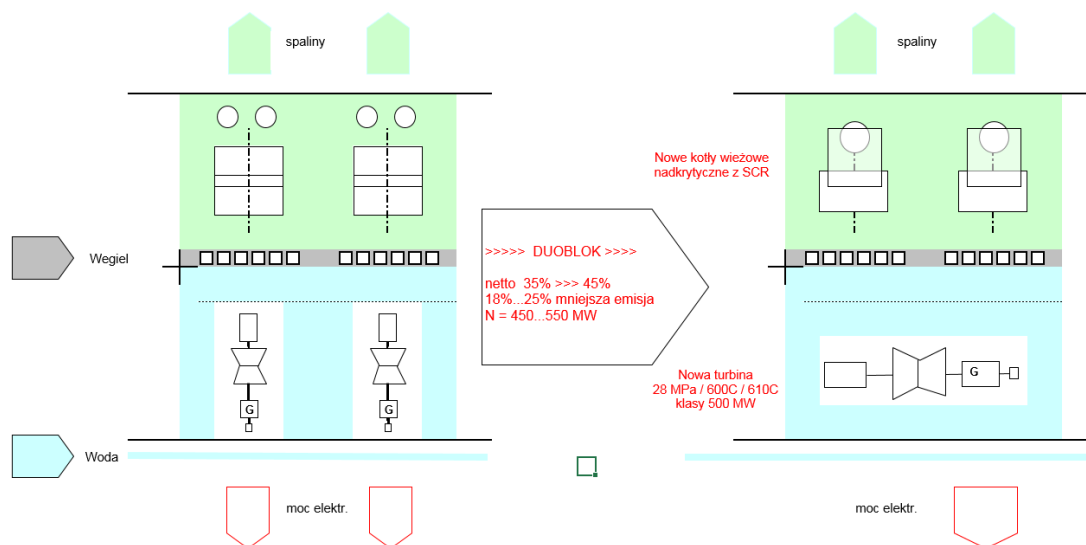 spaliny
spaliny
Nowe kotły wieżowe
nadkrytyczne z SCR
Węgiel
>>>>> DUOBLOK >>>>
netto 35% >>> 45%
18%...25% mniejsza emisja
N = 450...550 MW
G
G
Nowa turbina
28 MPa / 600C / 610C
klasy 500 MW
G
Woda
moc elektr.
moc elektr.